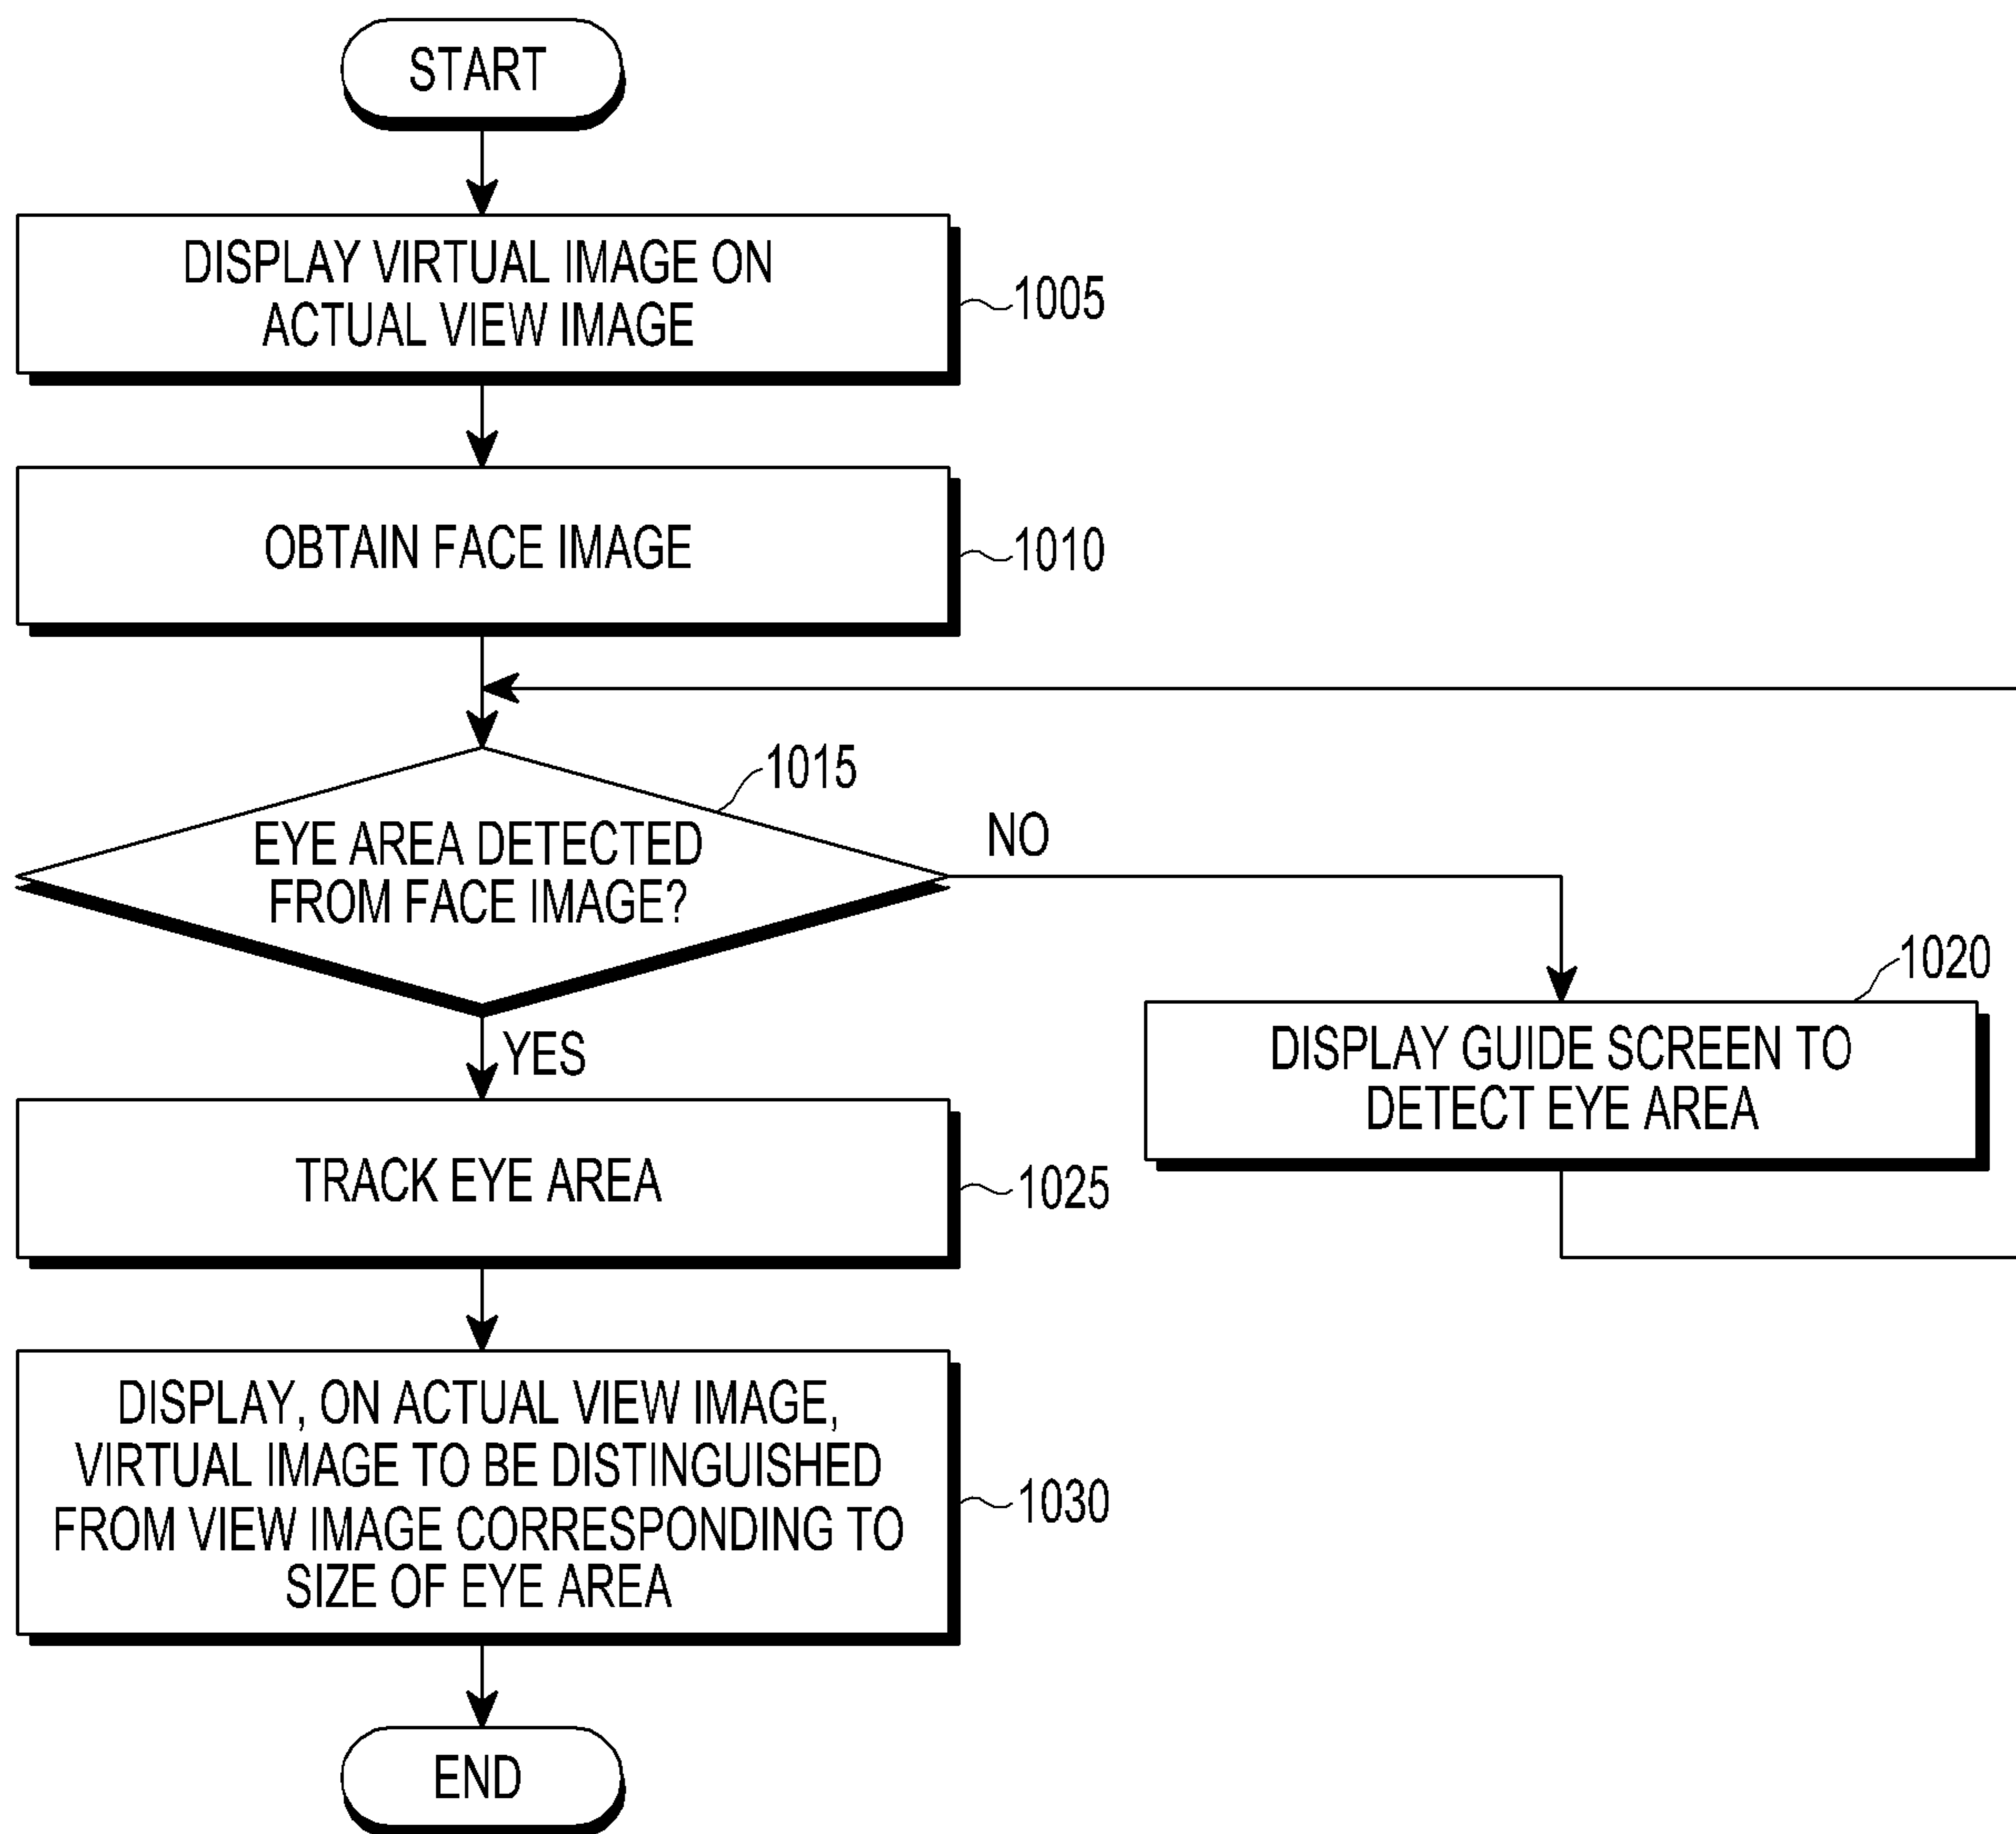 START
DISPLAY VIRTUAL IMAGE ON
ACTUAL VIEW IMAGE
1005
OBTAIN FACE IMAGE
1010
1015
EYE AREA DETECTED
FROM FACE IMAGE?
NO
YES
1020
DISPLAY GUIDE SCREEN TO
DETECT EYE AREA
TRACK EYE AREA
1025
DISPLAY, ON ACTUAL VIEW IMAGE,
VIRTUAL IMAGE TO BE DISTINGUISHED
FROM VIEW IMAGE CORRESPONDING TO
SIZE OF EYE AREA
1030
END